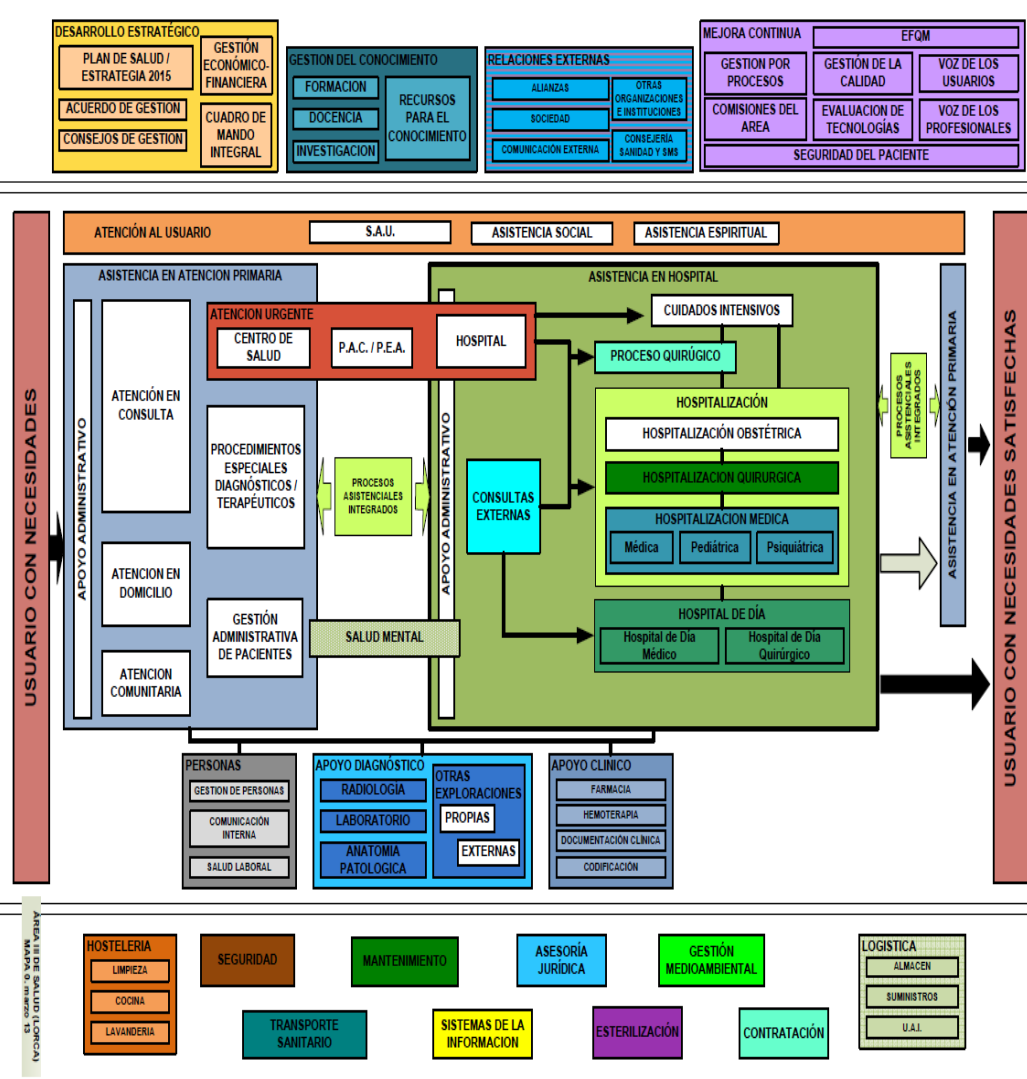 DESARROLLO ESTRATÉGICO
PLAN DE SALUD /
ESTRATEGIA 2015
ACUERDO DE GESTIÓN
CONSEJOS DE GESTION
GESTIÓN
ECONÓMICO-
FINANCIERA
CUADRO DE
MANDO
INTEGRAL
GESTION DEL CONOCIMIENTO
FORMACION
DOCENCIA
INVESTIGACION
RECURSOS
PARA EL
CONOCIMIENTO
RELACIONES EXTERNAS
ALIANZAS
SOCIEDAD
COMUNICACIÓN EXTERNA
OTRAS
ORGANIZACIONES
E INSTITUCIONES
CONSEJERÍA
SANIDAD Y SMS
MEJORA CONTINUA
EFQM
GESTION POR
PROCESOS
GESTIÓN DE LA
CALIDAD
VOZ DE LOS
USUARIOS
COMISIONES DEL
AREA
EVALUACION DE
TECNOLOGÍAS
VOZ DE LOS
PROFESIONALES
SEGURIDAD DEL PACIENTE
USUARIO CON NECESIDADES
ATENCIÓN AL USUARIO
S.A.U.
ASISTENCIA SOCIAL
ASISTENCIA ESPIRITUAL
ASISTENCIA EN ATENCION PRIMARIA
APOYO ADMINISTRATIVO
ATENCIÓN EN
CONSULTA
ATENCION EN
DOMICILIO
ATENCION
COMUNITARIA
ATENCION URGENTE
CENTRO DE
SALUD
P.A.C. / P.E.A.
HOSPITAL
PROCEDIMIENTOS
ESPECIALES
DIAGNÓSTICOS /
TERAPÉUTICOS
GESTIÓN
ADMINISTRATIVA
DE PACIENTES
PROCESOS
ASISTENCIALES
INTEGRADOS
SALUD MENTAL
ASISTENCIA EN HOSPITAL
APOYO ADMINISTRATIVO
CUIDADOS INTENSIVOS
PROCESO QUIRÚGICO
CONSULTAS
EXTERNAS
HOSPITALIZACIÓN
HOSPITALIZACIÓN OBSTÉTRICA
HOSPITALIZACION QUIRURGICA
HOSPITALIZACION MEDICA
Médica
Pediátrica
Psiquiátrica
HOSPITAL DE DÍA
Hospital de Día
Médico
Hospital de Día
Quirúrgico
PROCESOS
ASISTENCIALES
INTEGRADOS
ASISTENCIA EN ATENCIÓN PRIMARIA
USUARIO CON NECESIDADES SATISFECHAS
PERSONAS
GESTION DE PERSONAS
COMUNICACIÓN
INTERNA
SALUD LABORAL
APOYO DIAGNÓSTICO
RADIOLOGÍA
LABORATORIO
ANATOMIA
PATOLOGICA
OTRAS
EXPLORACIONES
PROPIAS
EXTERNAS
APOYO CLINICO
FARMACIA
HEMOTERAPIA
DOCUMENTACIÓN CLÍNICA
CODIFICACIÓN
AREA III DE SALUD (LORCA)
MAPA 0. marzo 13
HOSTELERIA
LIMPIEZA
COCINA
LAVANDERIA
SEGURIDAD
MANTENIMIENTO
ASESORÍA
JURÍDICA
GESTIÓN
MEDIOAMBIENTAL
LOGISTICA
ALMACEN
SUMINISTROS
U.A.I.
TRANSPORTE
SANITARIO
SISTEMAS DE LA
INFORMACION
ESTERILIZACIÓN
CONTRATACIÓN